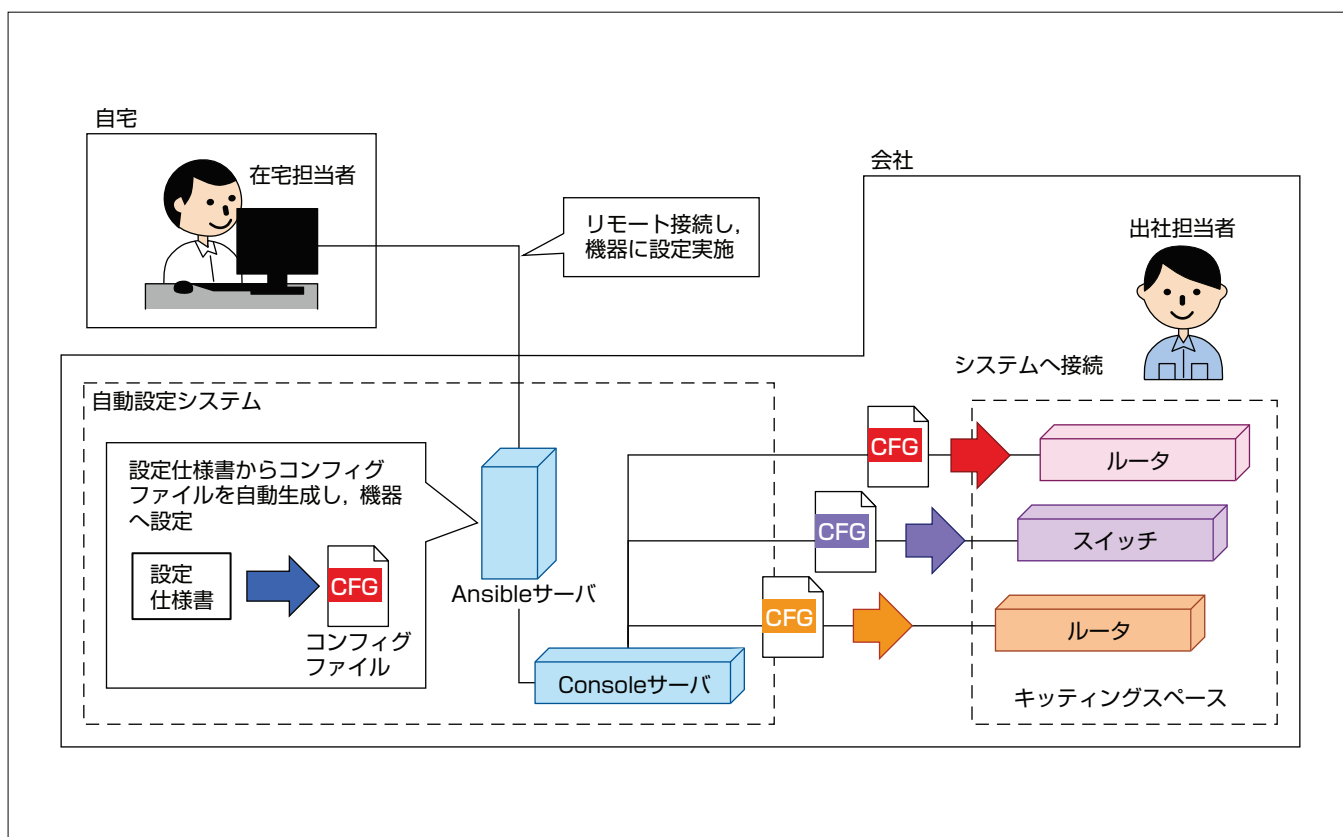 自宅
在宅担当者
リモート接続し,
機器に設定実施
会社
出社担当者
システムへ接続
自動設定システム
設定仕様書からコンフィグ
ファイルを自動生成し, 機器
へ設定
設定
仕様書
CFG
コンフィグ
ファイル
Ansibleサーバ
Consoleサーバ
CFG
ルータ
CFG
スイッチ
CFG
ルータ
キッティングスペース